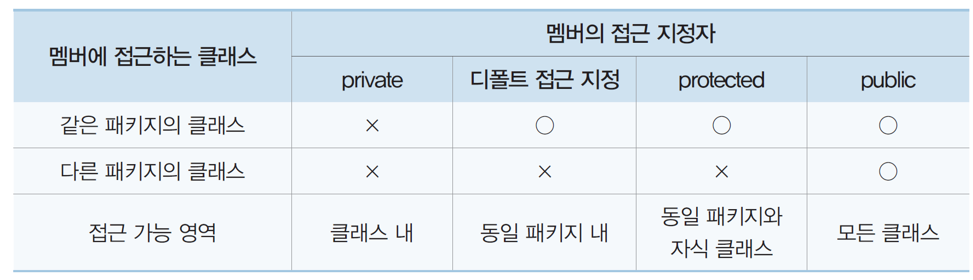 멤버에 접근하는 클래스
멤버의 접근 지정자
private 디폴트 접근 지정 protected public
같은 패키지의 클래스 × ○ ○ ○
다른 패키지의 클래스 × × × ○
접근 가능 영역 클래스 내 동일 패키지 내 동일 패키지와
자식 클래스 모든 클래스